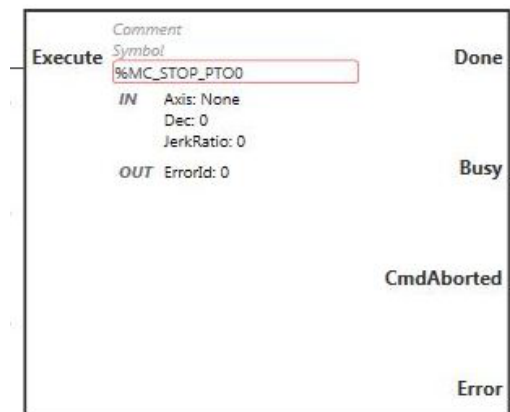 Comment
Symbol
Execute
Done
%MC_STOP_PTO0
IN Axis: None
Dec: 0
JerkRatio: 0
OUT ErrorId: 0
Busy
CmdAborted
Error